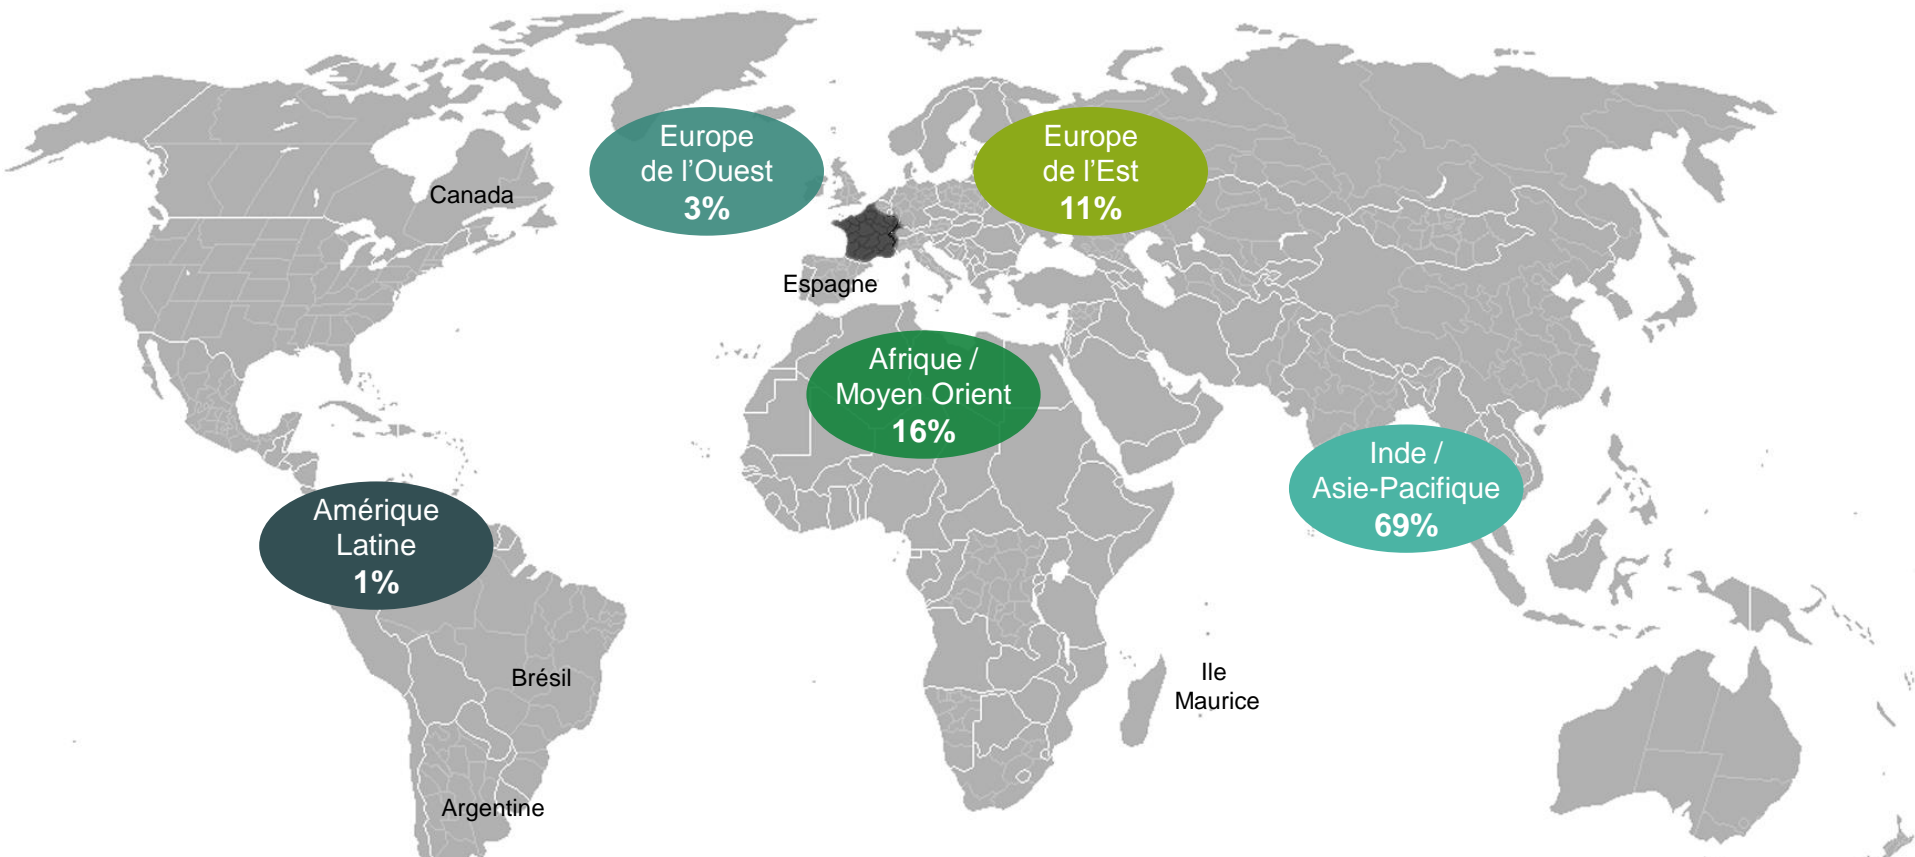 Europe
de l'Ouest
3%
Europe
de l'Est
11%
Canada
Espagne
Afrique /
Moyen Orient
16%
Inde /
Asie-Pacifique
69%
Amérique
Latine
1%
Brésil
Ile
Maurice
Argentine